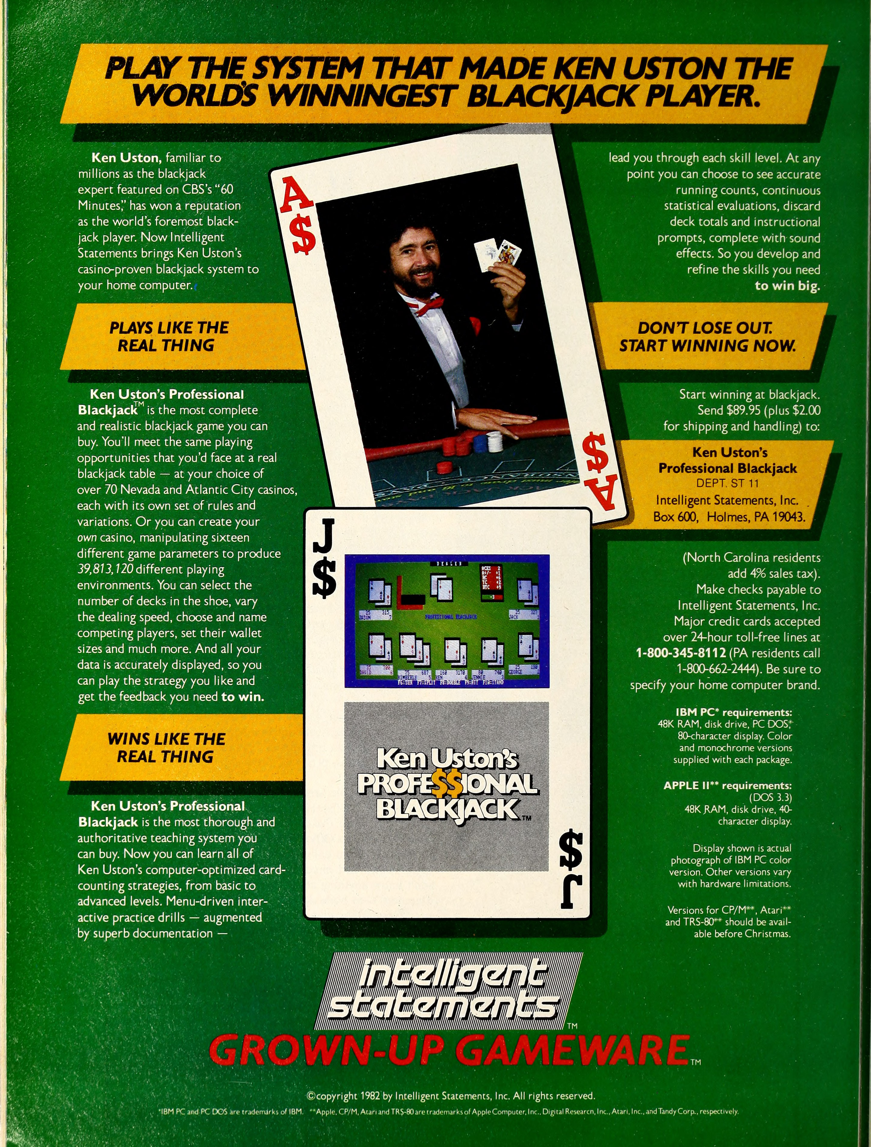 PLAY THE SYSTEM THAT MADE KEN USTON THE
WORLD'S WINNINGEST BLACKJACK PLAYER.
Ken Uston, familiar to
millions as the blackjack
expert featured on CBS's "60
Minutes," has won a reputation
as the world's foremost black-
jack player. Now Intelligent
Statements brings Ken Uston's
casino-proven blackjack system to
your home computer.
PLAYS LIKE THE
REAL THING
Ken Uston's Professional
Blackjack™ is the most complete
and realistic blackjack game you can
buy. You'll meet the same playing
opportunities that you'd face at a real
blackjack table — at your choice of
over 70 Nevada and Atlantic City casinos,
each with its own set of rules and
variations. Or you can create your
own casino, manipulating sixteen
different game parameters to produce
39,813,120 different playing
environments. You can select the
number of decks in the shoe, vary
the dealing speed, choose and name
competing players, set their wallet
sizes and much more. And all your
data is accurately displayed, so you
can play the strategy you like and
get the feedback you need to win.
WINS LIKE THE
REAL THING
Ken Uston's Professional
Blackjack is the most thorough and
authoritative teaching system you
can buy. Now you can learn all of
Ken Uston's computer-optimized card-
counting strategies, from basic to
advanced levels. Menu-driven inter-
active practice drills — augmented
by superb documentation —
A
$
$
A
J
$
DEALER
PROFESSIONAL BLACKJACK
Ken Uston's
PROFE$$IONAL
BLACKJACK™
$
J
lead you through each skill level. At any
point you can choose to see accurate
running counts, continuous
statistical evaluations, discard
deck totals and instructional
prompts, complete with sound
effects. So you develop and
refine the skills you need
to win big.
DON'T LOSE OUT.
START WINNING NOW.
Start winning at blackjack.
Send $89.95 (plus $2.00
for shipping and handling) to:
Ken Uston's
Professional Blackjack
DEPT. ST 11
Intelligent Statements, Inc.
Box 600, Holmes, PA 19043.
(North Carolina residents
add 4% sales tax).
Make checks payable to
Intelligent Statements, Inc.
Major credit cards accepted
over 24-hour toll-free lines at
1-800-345-8112 (PA residents call
1-800-662-2444). Be sure to
specify your home computer brand.
IBM PC* requirements:
48K RAM, disk drive, PC DOS,*
80-character display. Color
and monochrome versions
supplied with each package.
APPLE II** requirements:
(DOS 3.3)
48K RAM, disk drive, 40-
character display.
Display shown is actual
photograph of IBM PC color
version. Other versions vary
with hardware limitations.
Versions for CP/M**, Atari**
and TRS-80** should be avail-
able before Christmas.
intelligent
statements™
GROWN-UP GAMEWARE™
©copyright 1982 by Intelligent Statements, Inc. All rights reserved.
*IBM PC and PC DOS are trademarks of IBM. **Apple, CP/M, Atari and TRS-80 are trademarks of Apple Computer, Inc., Digital Research, Inc., Atari, Inc., and Tandy Corp., respectively.